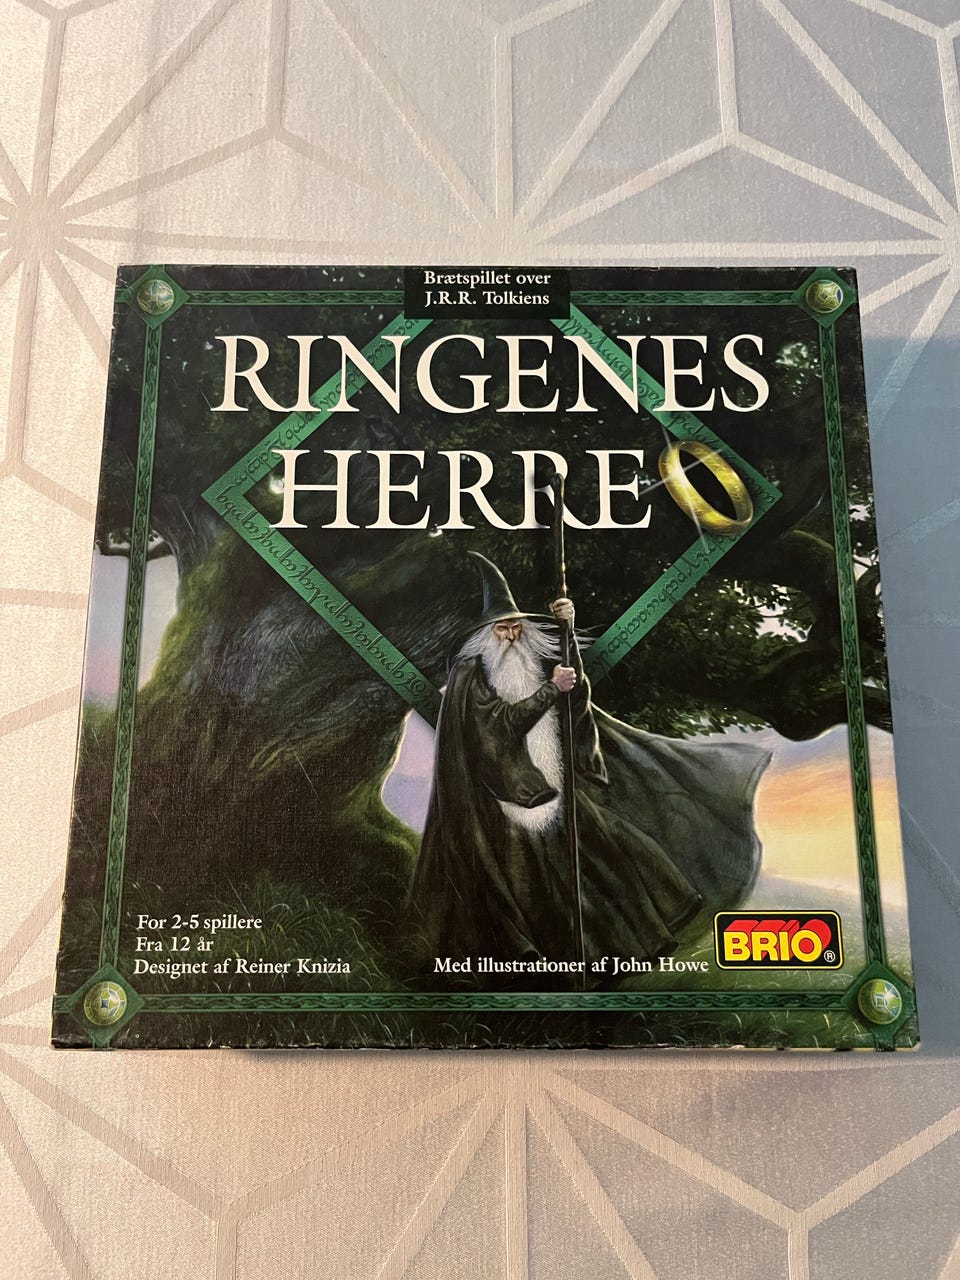 Brætspillet over
J.R.R. Tolkiens
RINGENES
HERRE
For 2-5 spillere
Fra 12 år
Designet af Reiner Knizia
Med illustrationer af John Howe
BRIO®